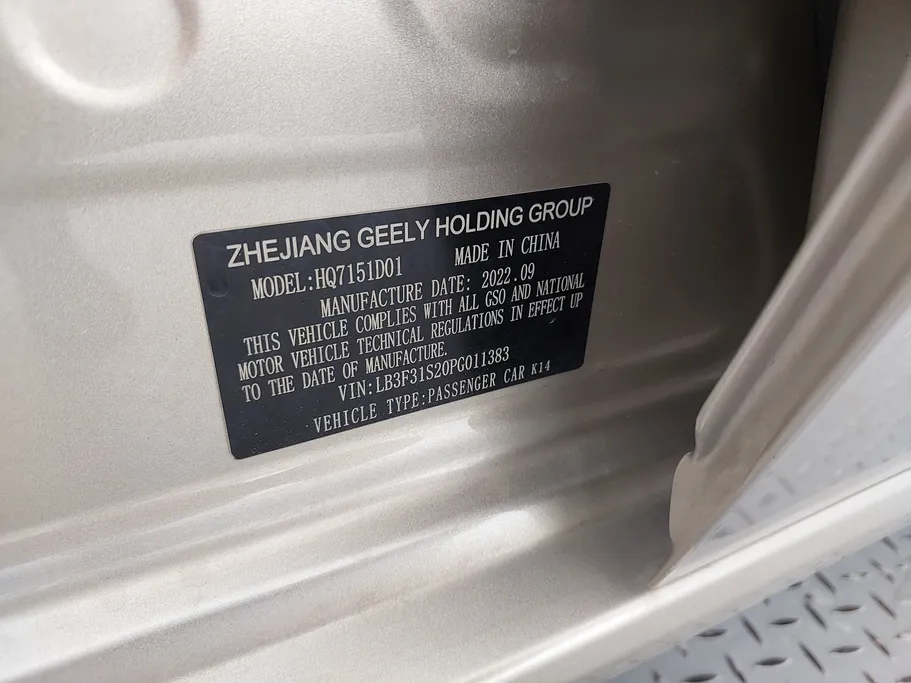 ZHEJIANG GEELY HOLDING GROUP
MODEL:HQ7151D01 MADE IN CHINA
MANUFACTURE DATE: 2022.09
THIS VEHICLE COMPLIES WITH ALL GSO AND NATIONAL
MOTOR VEHICLE TECHNICAL REGULATIONS IN EFFECT UP
TO THE DATE OF MANUFACTURE.
VIN:LB3F31S20PG011383
VEHICLE TYPE:PASSENGER CAR K14